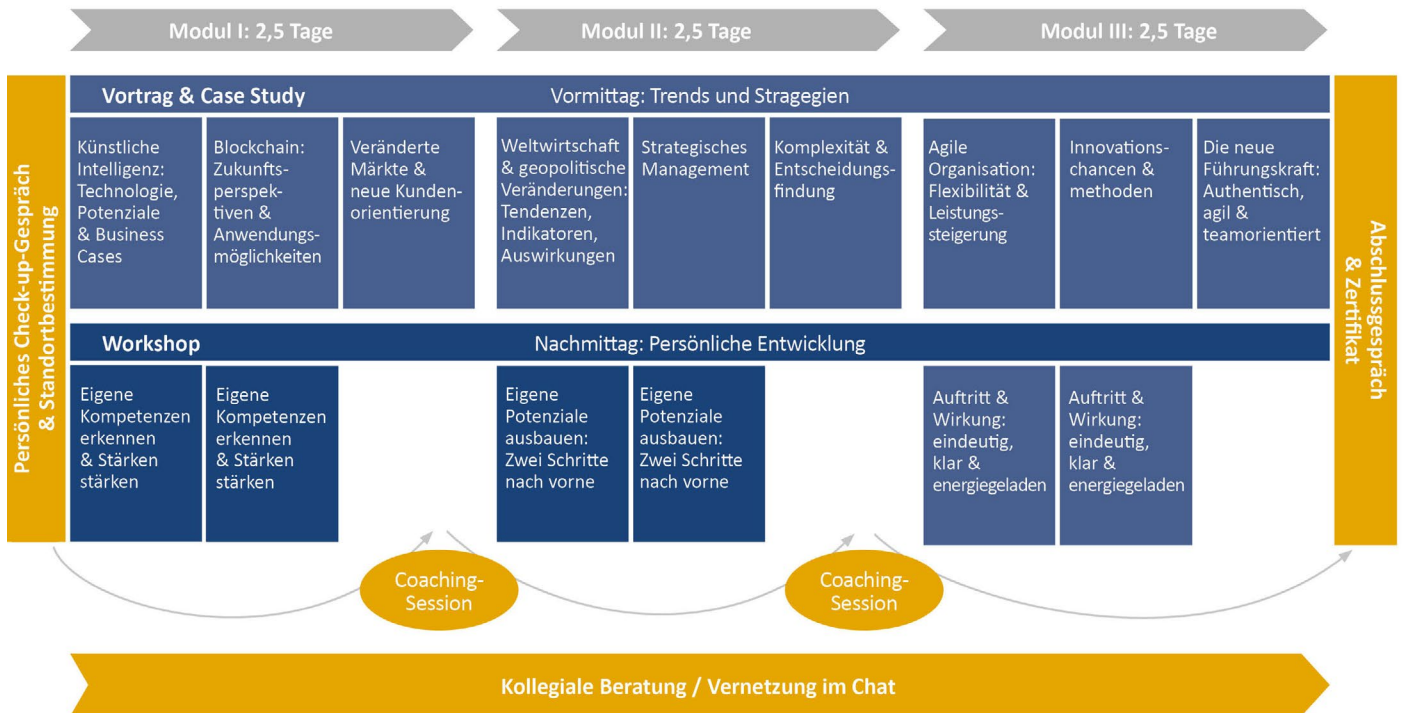 Modul I: 2,5 Tage
Modul II: 2,5 Tage
Modul III: 2,5 Tage
Persönliches Check-up-Gespräch
& Standortbestimmung
Vortrag & Case Study
Vormittag: Trends und Stragegien
Künstliche
Intelligenz:
Technologie,
Potenziale
& Business
Cases
Blockchain:
Zukunfts-
perspek-
tiven &
Anwendungs-
möglichkeiten
Veränderte
Märkte &
neue Kunden-
orientierung
Weltwirtschaft
& geopolitische
Veränderungen:
Tendenzen,
Indikatoren,
Auswirkungen
Strategisches
Management
Komplexität &
Entscheidungs-
findung
Agile
Organisation:
Flexibilität &
Leistungs-
steigerung
Innovations-
chancen &
methoden
Die neue
Führungskraft:
Authentisch,
agil &
teamorientiert
Workshop
Nachmittag: Persönliche Entwicklung
Eigene
Kompetenzen
erkennen
& Stärken
stärken
Eigene
Kompetenzen
erkennen
& Stärken
stärken
Eigene
Potenziale
ausbauen:
Zwei Schritte
nach vorne
Eigene
Potenziale
ausbauen:
Zwei Schritte
nach vorne
Auftritt &
Wirkung:
eindeutig,
klar &
energiegeladen
Auftritt &
Wirkung:
eindeutig,
klar &
energiegeladen
Abschlussgespräch
& Zertifikat
Coaching-
Session
Coaching-
Session
Kollegiale Beratung / Vernetzung im Chat